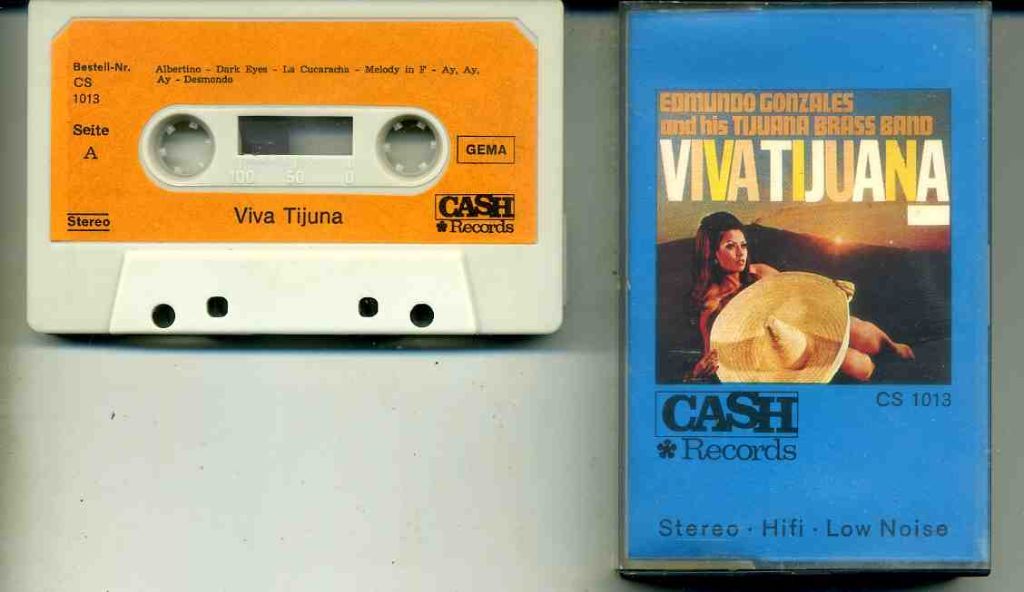 Bestell-Nr.
CS
1013
Albertino - Dark Eyes - La Cucaracha - Melody in F - Ay, Ay,
Ay - Desmondo
Seite
A
100 50 0
GEMA
Stereo
Viva Tijuna
CASH
Records
EDMUNDO GONZALES
and his TIJUANA BRASS BAND
VIVA TIJUANA
CS 1013
CASH
Records
Stereo · Hifi · Low Noise